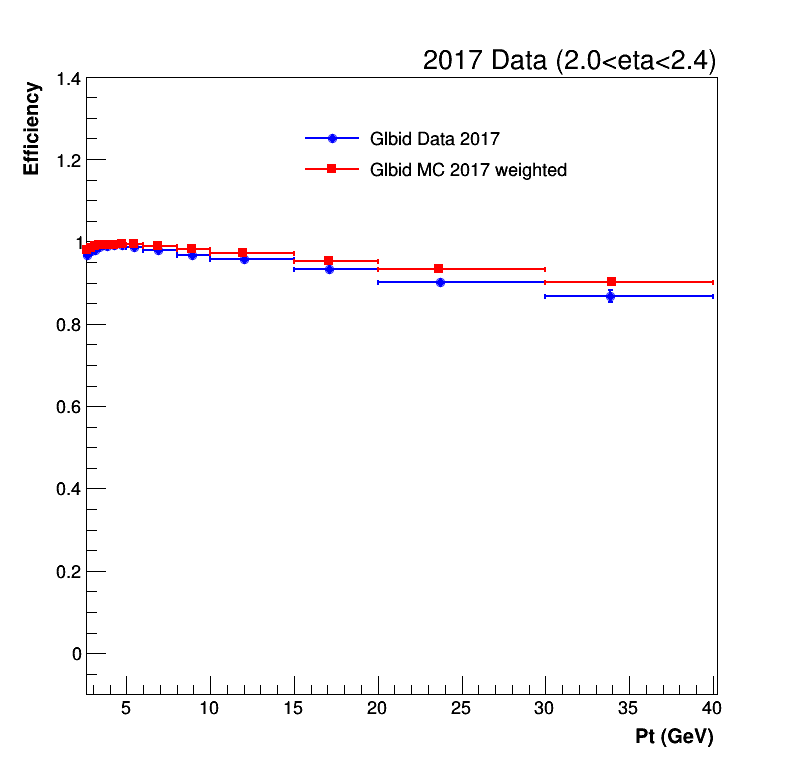 2017 Data (2.0<eta<2.4)
Efficiency
Glbid Data 2017
Glbid MC 2017 weighted
1.4
1.2
1
0.8
0.6
0.4
0.2
0
5 10 15 20 25 30 35 40
Pt (GeV)